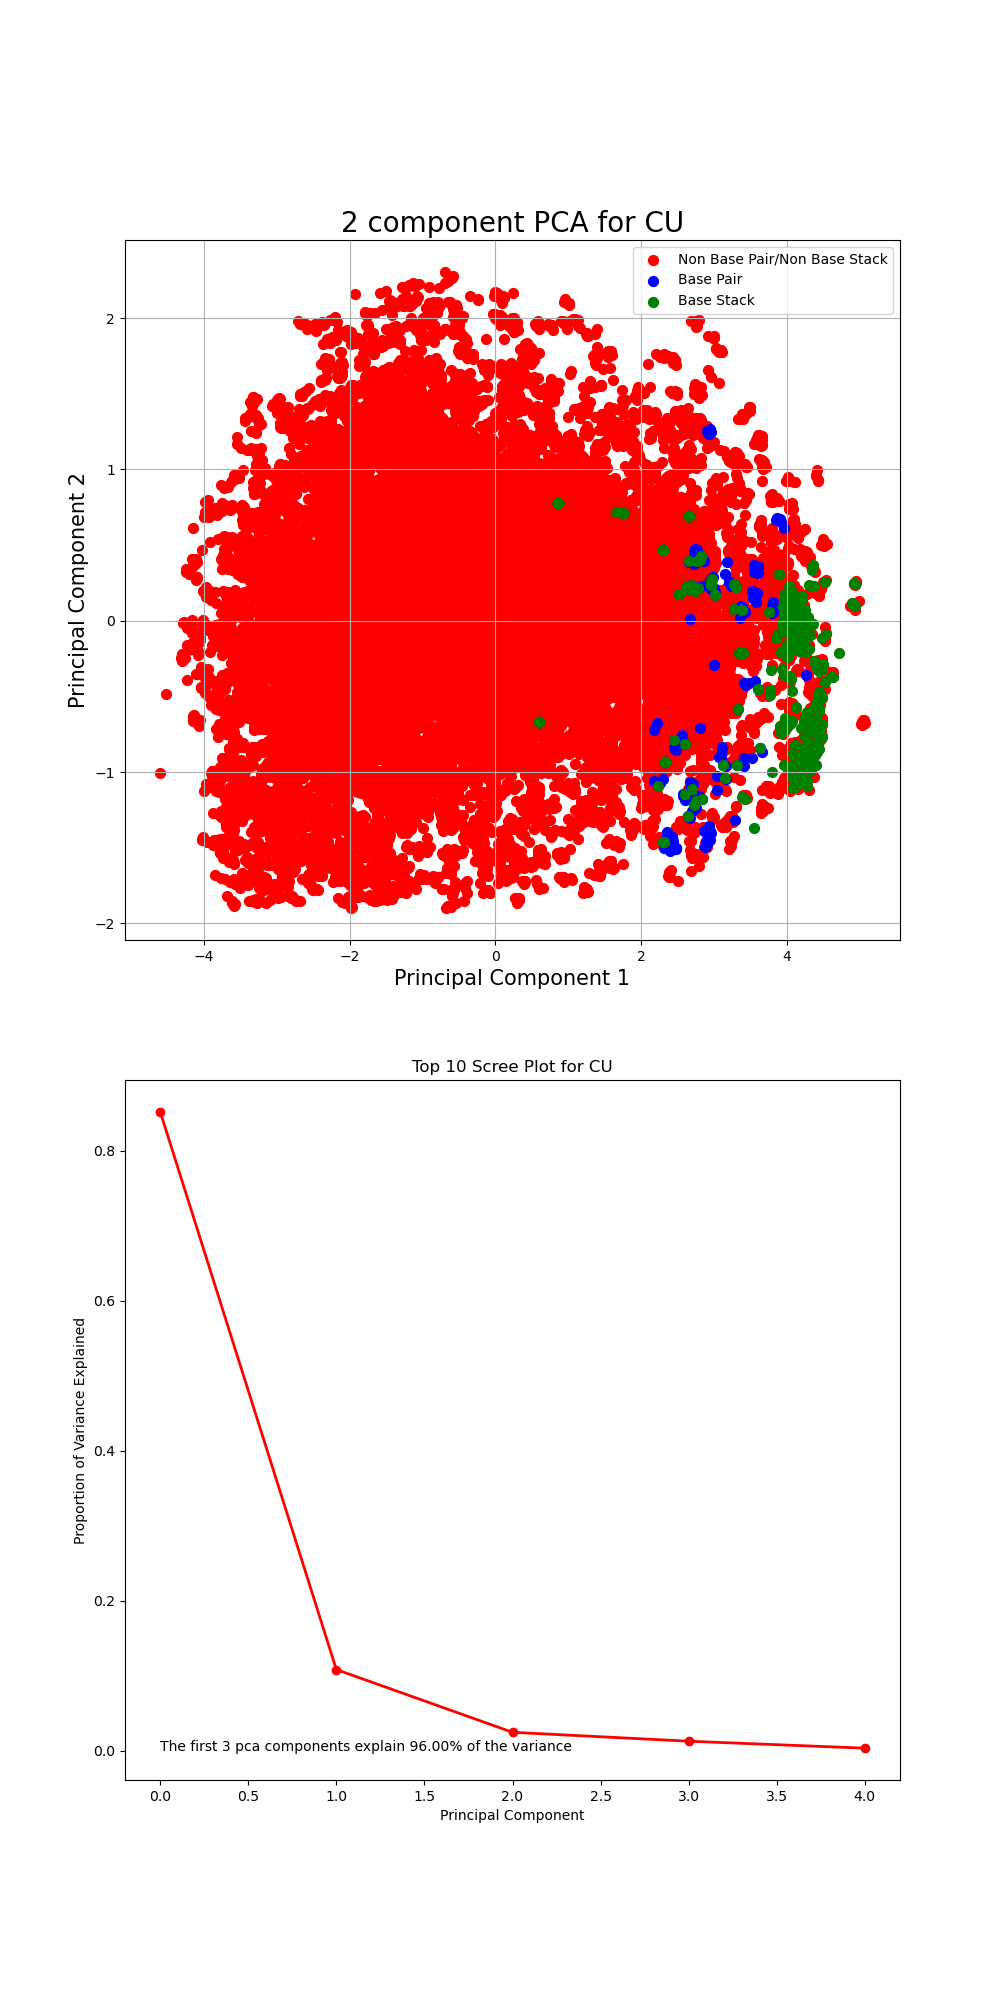 2 component PCA for CU
Non Base Pair/Non Base Stack
Base Pair
Base Stack
2
1
0
−1
−2
Principal Component 2
−4
−2
0
2
4
Principal Component 1
Top 10 Scree Plot for CU
0.8
0.6
0.4
0.2
0.0
Proportion of Variance Explained
The first 3 pca components explain 96.00% of the variance
0.0
0.5
1.0
1.5
2.0
2.5
3.0
3.5
4.0
Principal Component